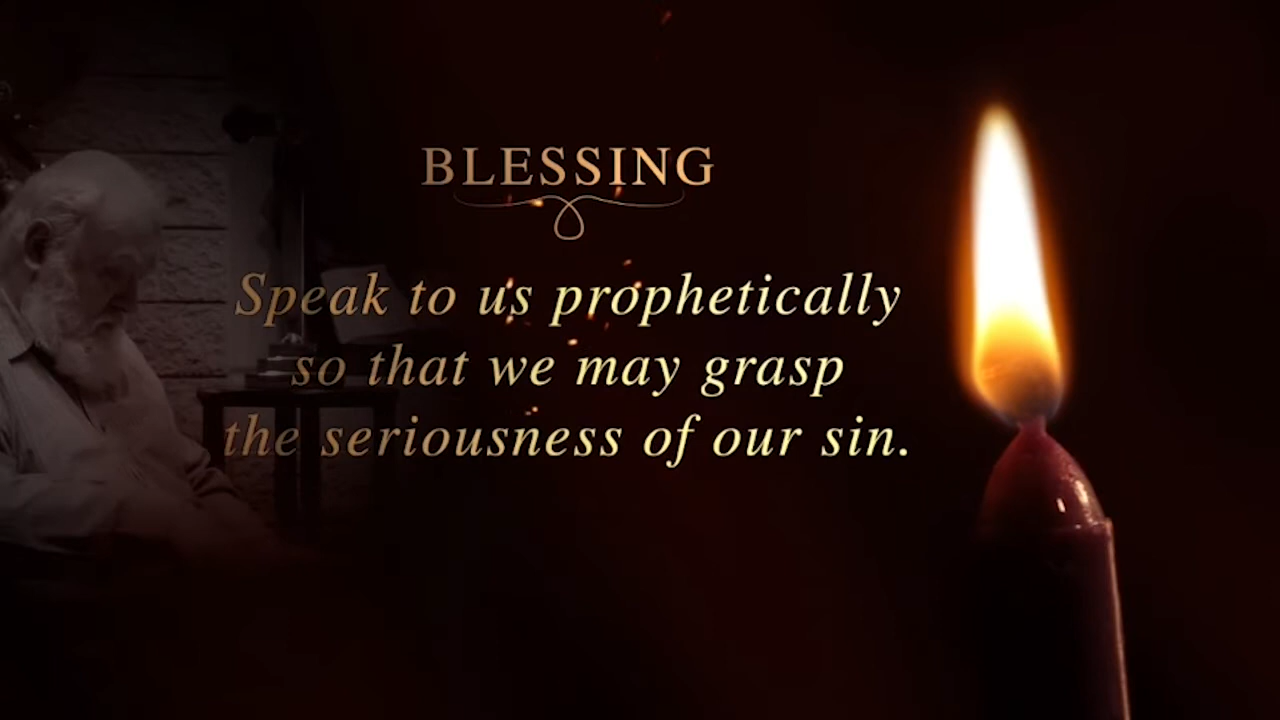 BLESSING
Speak to us prophetically
so that we may grasp
the seriousness of our sin.